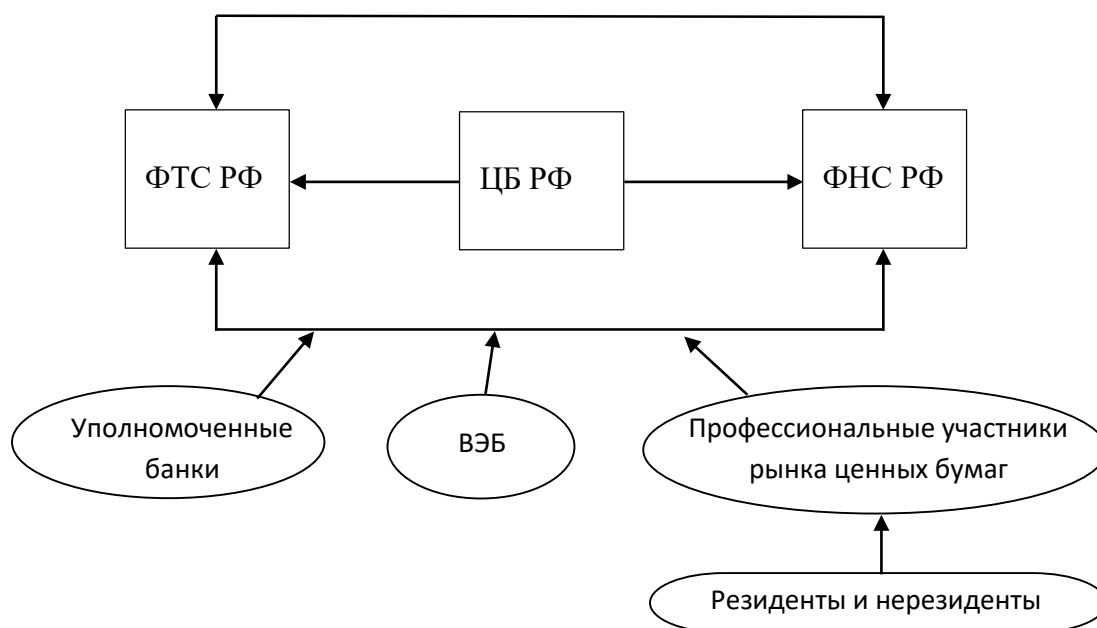 ФТС РФ
ЦБ РФ
ФНС РФ
Уполномоченные
банки
ВЭБ
Профессиональные участники
рынка ценных бумаг
Резиденты и нерезиденты